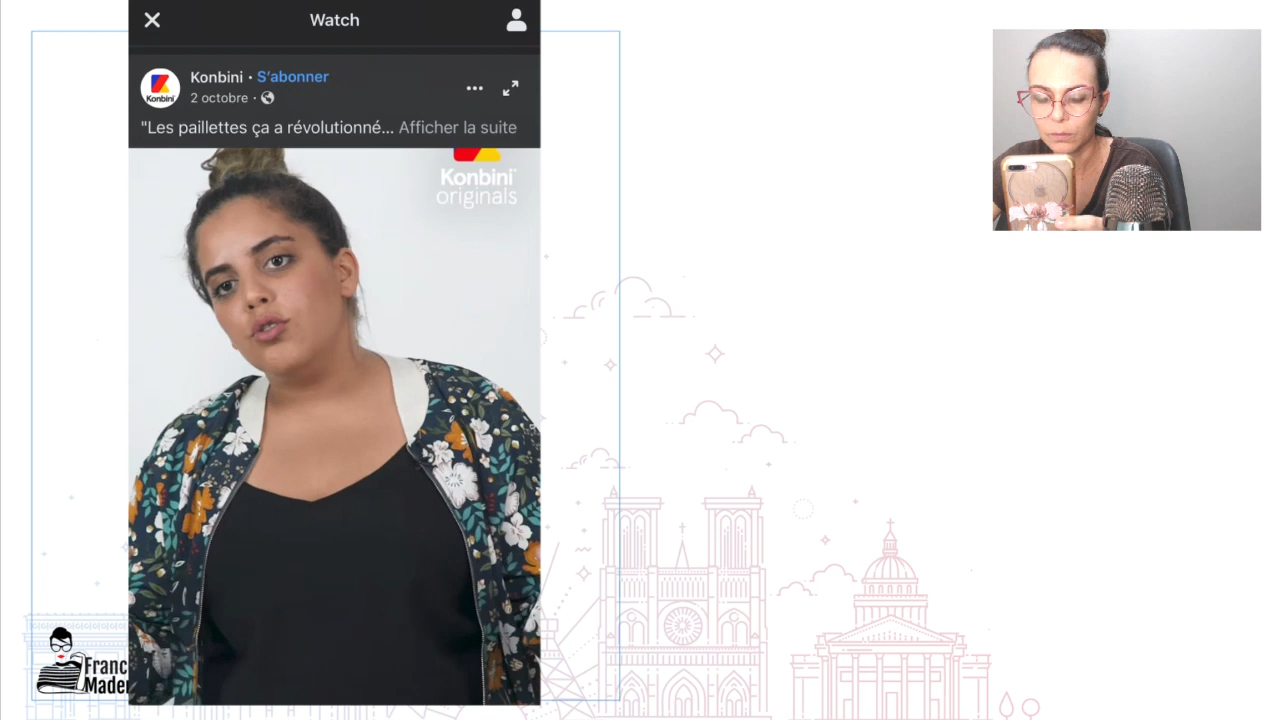 Watch
Konbini · S'abonner
2 octobre ·
Konbini
"Les paillettes ça a révolutionné... Afficher la suite
Konbini
originals
Franc
Mader